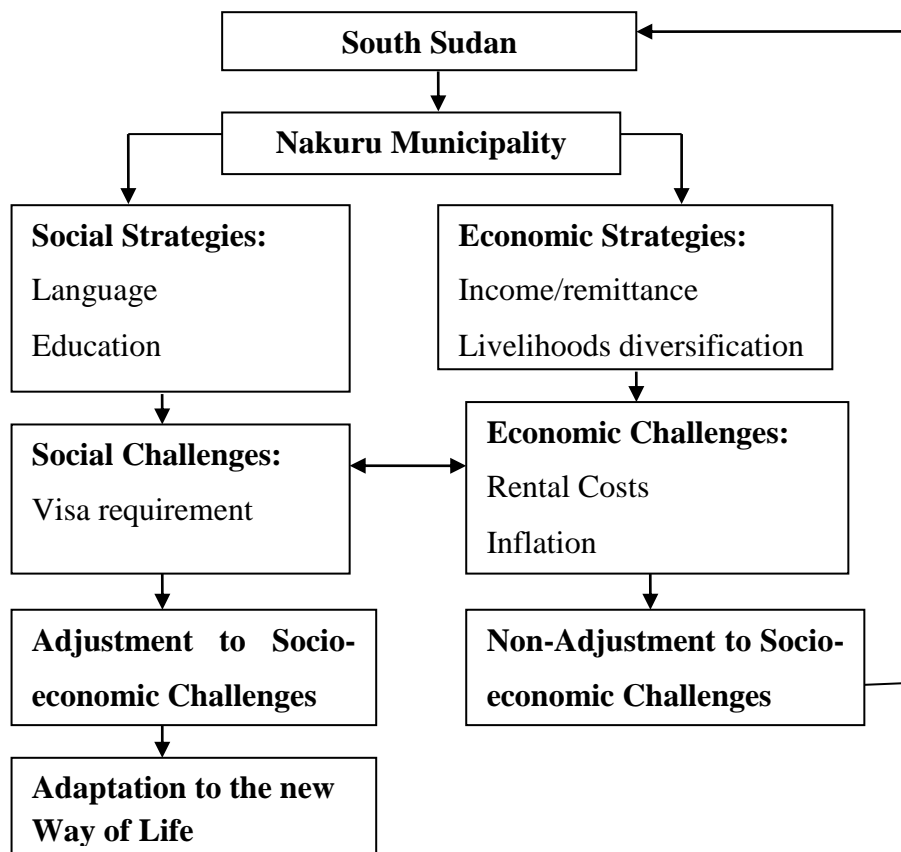 South Sudan
Nakuru Municipality
Social Strategies:
Language
Education
Economic Strategies:
Income/remittance
Livelihoods diversification
Social Challenges:
Visa requirement
Economic Challenges:
Rental Costs
Inflation
Adjustment to Socio-
economic Challenges
Non-Adjustment to Socio-
economic Challenges
Adaptation to the new
Way of Life